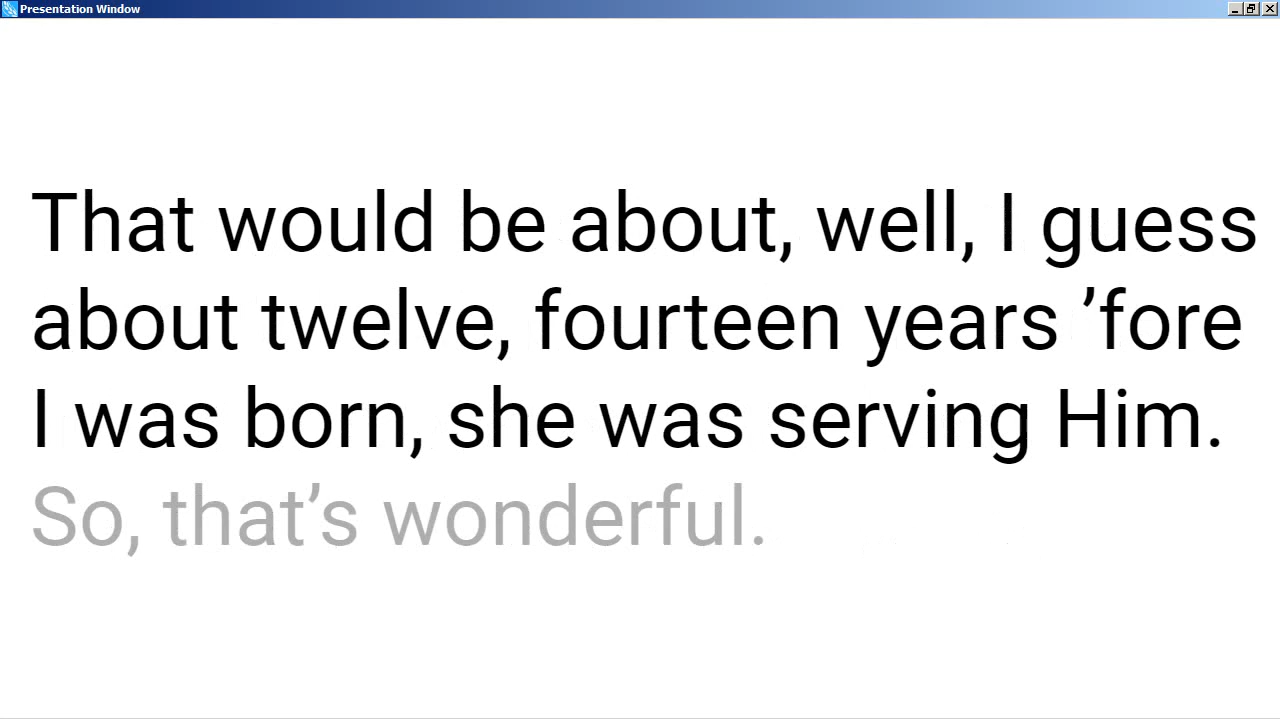 Presentation Window
That would be about, well, I guess
about twelve, fourteen years ’fore
I was born, she was serving Him.
So, that’s wonderful.